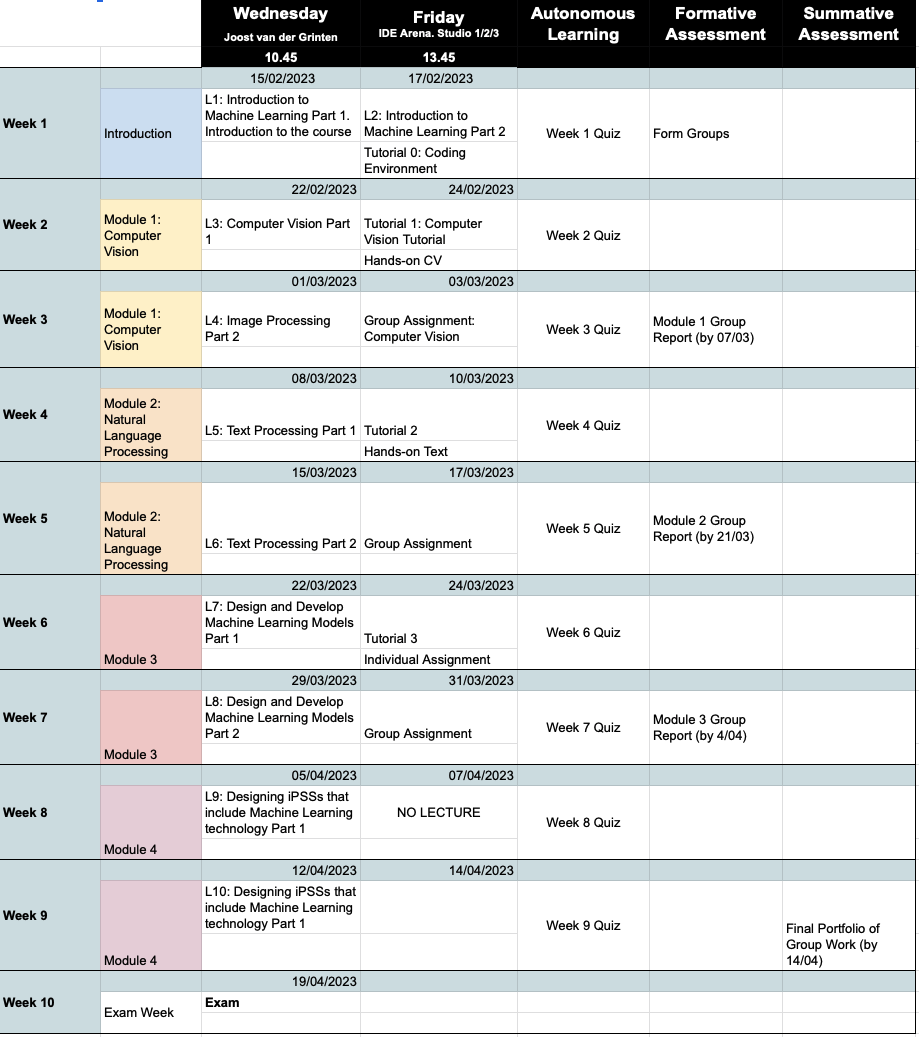 Wednesday
Joost van der Grinten
Friday
IDE Arena. Studio 1/2/3
Autonomous
Learning
Formative
Assessment
Summative
Assessment
10.45
13.45
15/02/2023
17/02/2023
Week 1
Introduction
L1: Introduction to
Machine Learning Part 1.
Introduction to the course
L2: Introduction to
Machine Learning Part 2
Week 1 Quiz
Form Groups
Tutorial 0: Coding
Environment
22/02/2023
24/02/2023
Week 2
Module 1:
Computer
Vision
L3: Computer Vision Part
1
Tutorial 1: Computer
Vision Tutorial
Week 2 Quiz
Hands-on CV
01/03/2023
03/03/2023
Week 3
Module 1:
Computer
Vision
L4: Image Processing
Part 2
Group Assignment:
Computer Vision
Week 3 Quiz
Module 1 Group
Report (by 07/03)
08/03/2023
10/03/2023
Week 4
Module 2:
Natural
Language
Processing
L5: Text Processing Part 1
Tutorial 2
Week 4 Quiz
Hands-on Text
15/03/2023
17/03/2023
Week 5
Module 2:
Natural
Language
Processing
L6: Text Processing Part 2
Group Assignment
Week 5 Quiz
Module 2 Group
Report (by 21/03)
22/03/2023
24/03/2023
Week 6
Module 3
L7: Design and Develop
Machine Learning Models
Part 1
Tutorial 3
Week 6 Quiz
Individual Assignment
29/03/2023
31/03/2023
Week 7
Module 3
L8: Design and Develop
Machine Learning Models
Part 2
Group Assignment
Week 7 Quiz
Module 3 Group
Report (by 4/04)
05/04/2023
07/04/2023
Week 8
Module 4
L9: Designing iPSSs that
include Machine Learning
technology Part 1
NO LECTURE
Week 8 Quiz
12/04/2023
14/04/2023
Week 9
Module 4
L10: Designing iPSSs that
include Machine Learning
technology Part 1
Week 9 Quiz
Final Portfolio of
Group Work (by
14/04)
19/04/2023
Week 10
Exam Week
Exam